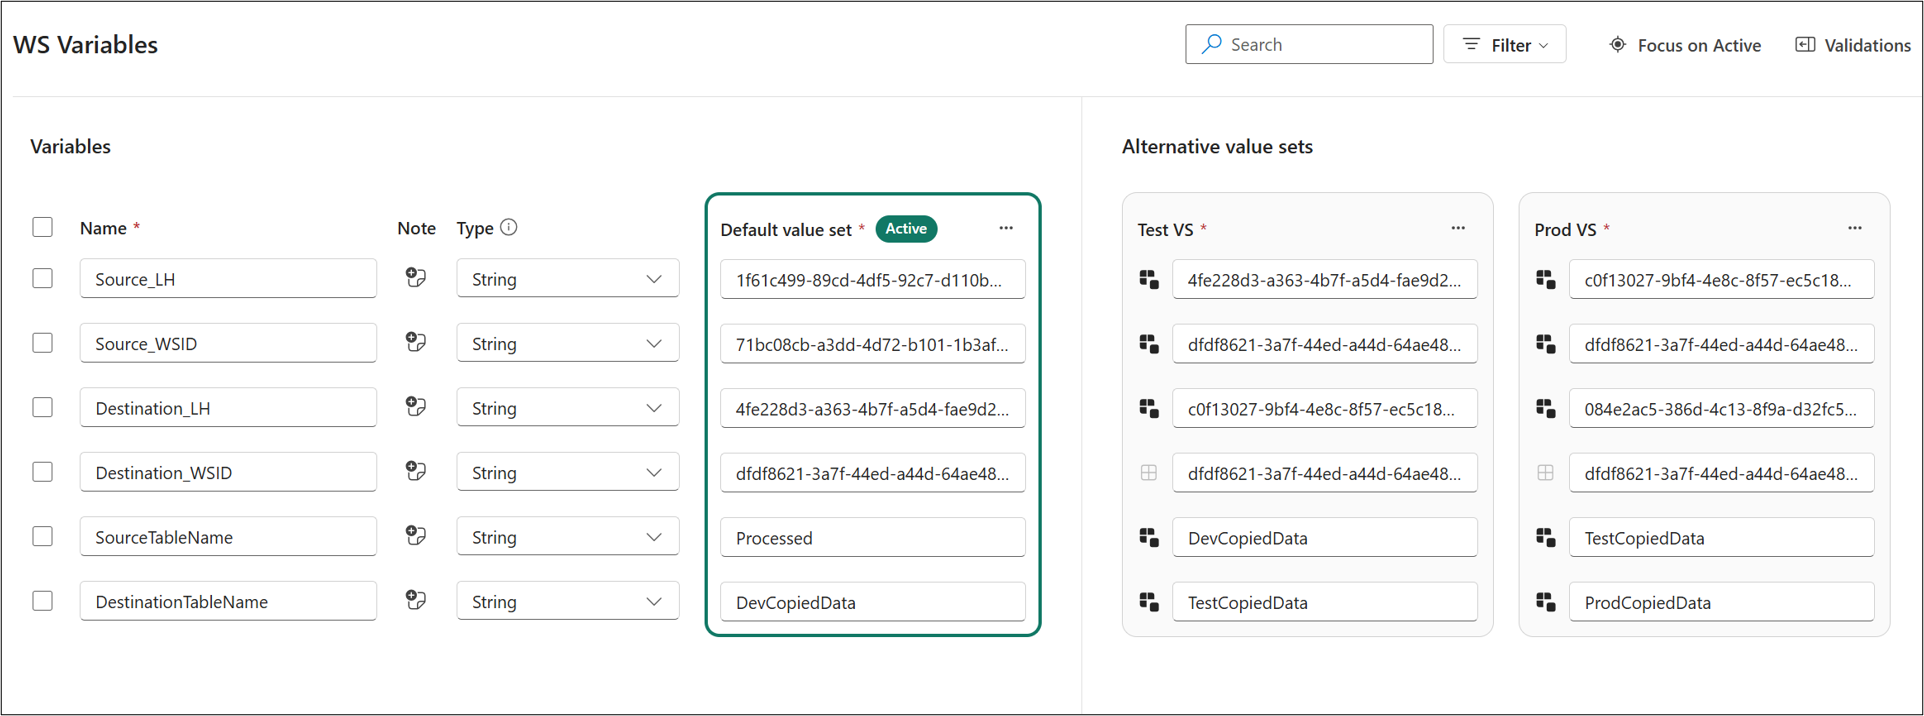 WS Variables
Search
Filter
Focus on Active
Validations
Variables
Alternative value sets
Name *
Note
Type
Default value set * Active
Test VS *
Prod VS *
Source_LH
String
1f61c499-89cd-4df5-92c7-d110b...
4fe228d3-a363-4b7f-a5d4-fae9d2...
c0f13027-9bf4-4e8c-8f57-ec5c18...
Source_WSID
String
71bc08cb-a3dd-4d72-b101-1b3af...
dfdf8621-3a7f-44ed-a44d-64ae48...
dfdf8621-3a7f-44ed-a44d-64ae48...
Destination_LH
String
4fe228d3-a363-4b7f-a5d4-fae9d2...
c0f13027-9bf4-4e8c-8f57-ec5c18...
084e2ac5-386d-4c13-8f9a-d32fc5...
Destination_WSID
String
dfdf8621-3a7f-44ed-a44d-64ae48...
dfdf8621-3a7f-44ed-a44d-64ae48...
dfdf8621-3a7f-44ed-a44d-64ae48...
SourceTableName
String
Processed
DevCopiedData
TestCopiedData
DestinationTableName
String
DevCopiedData
TestCopiedData
ProdCopiedData